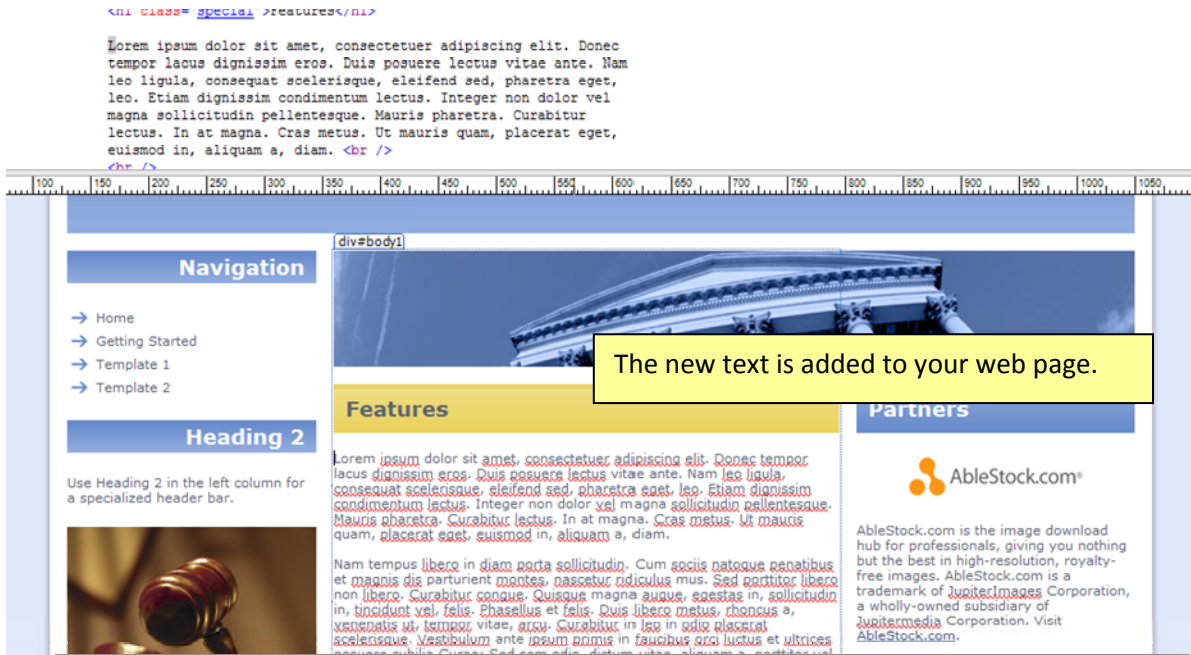 <h1 class="special">Features</h1>
Lorem ipsum dolor sit amet, consectetuer adipiscing elit. Donec
tempor lacus dignissim eros. Duis posuere lectus vitae ante. Nam
leo ligula, consequat scelerisque, eleifend sed, pharetra eget,
leo. Etiam dignissim condimentum lectus. Integer non dolor vel
magna sollicitudin pellentesque. Mauris pharetra. Curabitur
lectus. In at magna. Cras metus. Ut mauris quam, placerat eget,
euismod in, aliquam a, diam. <br />
<br />
100 150 200 250 300 350 400 450 500 550 600 650 700 750 800 850 900 950 1000 1050
div#body1
Navigation
Home
Getting Started
Template 1
Template 2
Heading 2
Use Heading 2 in the left column for
a specialized header bar.
The new text is added to your web page.
Features
Lorem ipsum dolor sit amet, consectetuer adipiscing elit. Donec tempor
lacus dignissim eros. Duis posuere lectus vitae ante. Nam leo ligula,
consequat scelerisque, eleifend sed, pharetra eget, leo. Etiam dignissim
condimentum lectus. Integer non dolor vel magna sollicitudin pellentesque.
Mauris pharetra. Curabitur lectus. In at magna. Cras metus. Ut mauris
quam, placerat eget, euismod in, aliquam a, diam.
Nam tempus libero in diam porta sollicitudin. Cum sociis natoque penatibus
et magnis dis parturient montes, nascetur ridiculus mus. Sed porttitor libero
non libero. Curabitur congue. Quisque magna augue, egestas in, sollicitudin
in, tincidunt vel, felis. Phasellus et felis. Duis libero metus, rhoncus a,
venenatis ut, tempor vitae, arcu. Curabitur in leo in odio placerat
scelerisque. Vestibulum ante ipsum primis in faucibus orci luctus et ultrices
posuere cubilia Curae; Sed sem odio, dictum vitae, aliquam a, porttitor vel
Partners
AbleStock.com®
AbleStock.com is the image download
hub for professionals, giving you nothing
but the best in high-resolution, royalty-
free images. AbleStock.com is a
trademark of JupiterImages Corporation,
a wholly-owned subsidiary of
Jupitermedia Corporation. Visit
AbleStock.com.